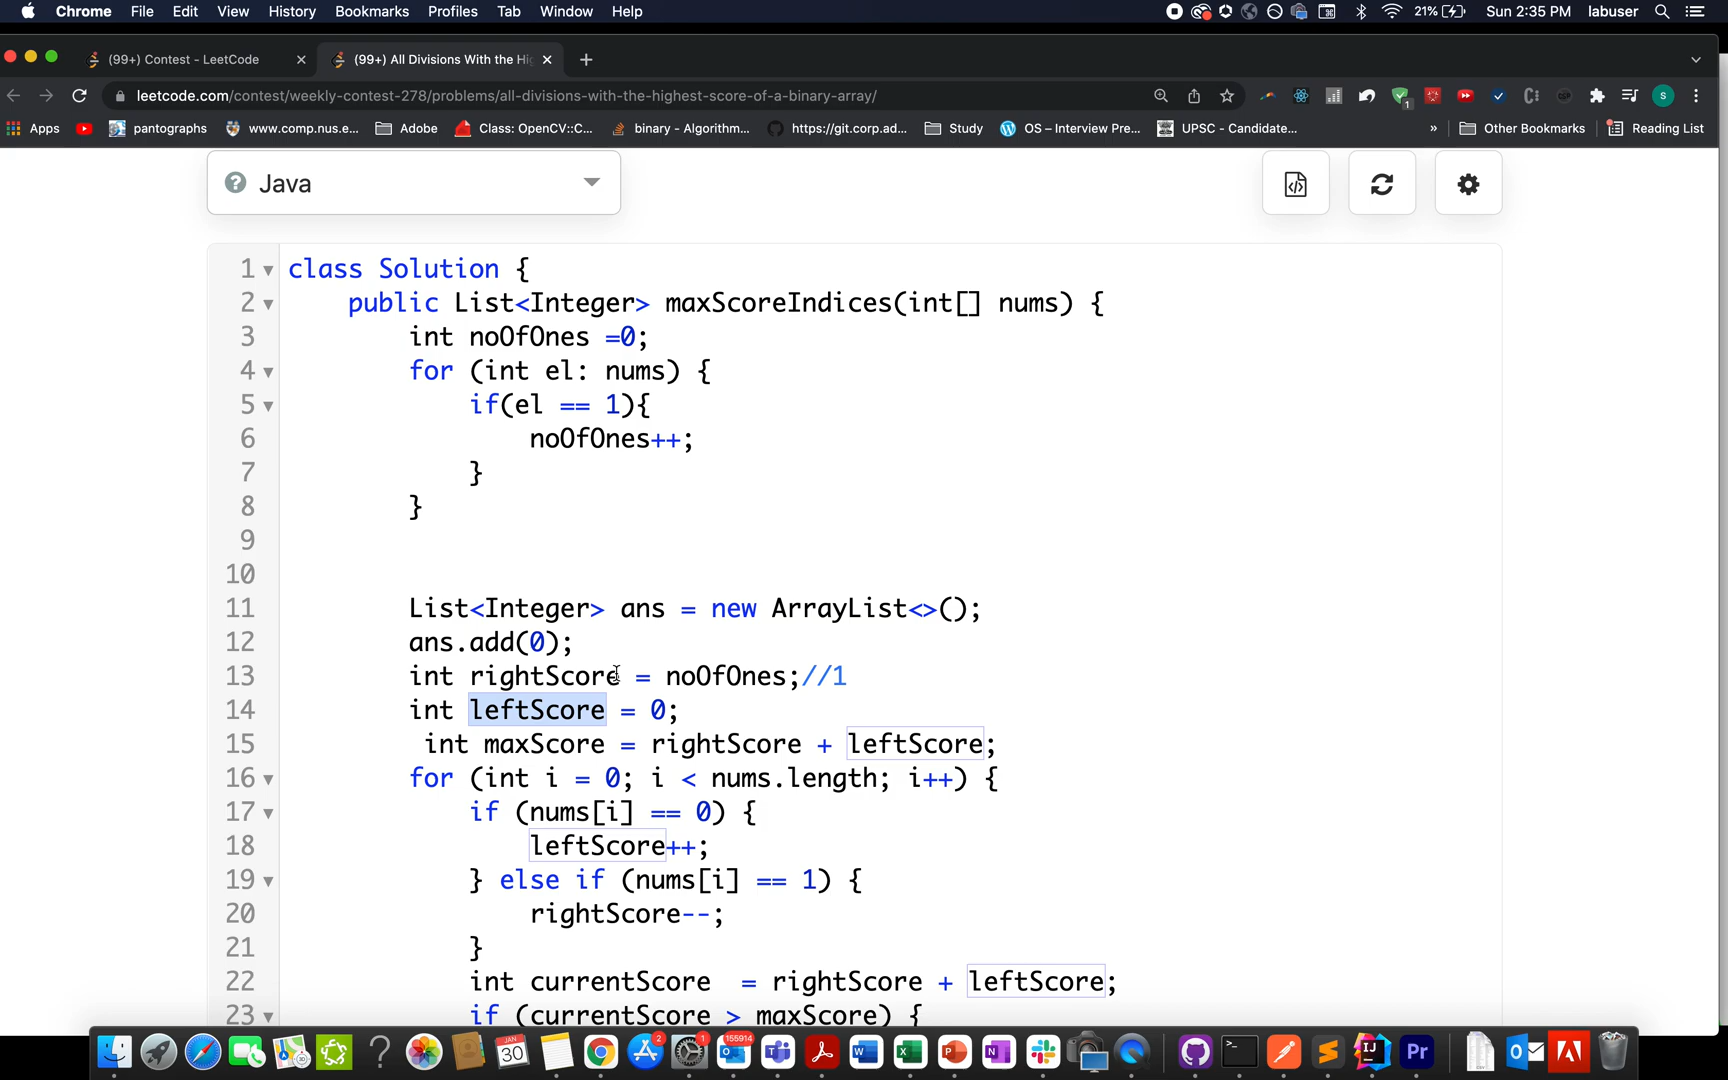 Chrome File Edit View History Bookmarks Profiles Tab Window Help 21% Sun 2:35 PM labuser
(99+) Contest - LeetCode (99+) All Divisions With the Hi
leetcode.com/contest/weekly-contest-278/problems/all-divisions-with-the-highest-score-of-a-binary-array/
Apps pantographs www.comp.nus.e... Adobe Class: OpenCV::C... binary - Algorithm... https://git.corp.ad... Study OS – Interview Pre... UPSC - Candidate... » Other Bookmarks Reading List
Java
1 class Solution {
2 public List<Integer> maxScoreIndices(int[] nums) {
3 int noOfOnes =0;
4 for (int el: nums) {
5 if(el == 1){
6 noOfOnes++;
7 }
8 }
9
10
11 List<Integer> ans = new ArrayList<>();
12 ans.add(0);
13 int rightScore = noOfOnes;//1
14 int leftScore = 0;
15 int maxScore = rightScore + leftScore;
16 for (int i = 0; i < nums.length; i++) {
17 if (nums[i] == 0) {
18 leftScore++;
19 } else if (nums[i] == 1) {
20 rightScore--;
21 }
22 int currentScore = rightScore + leftScore;
23 if (currentScore > maxScore) {
JAN 30 2 1 155914